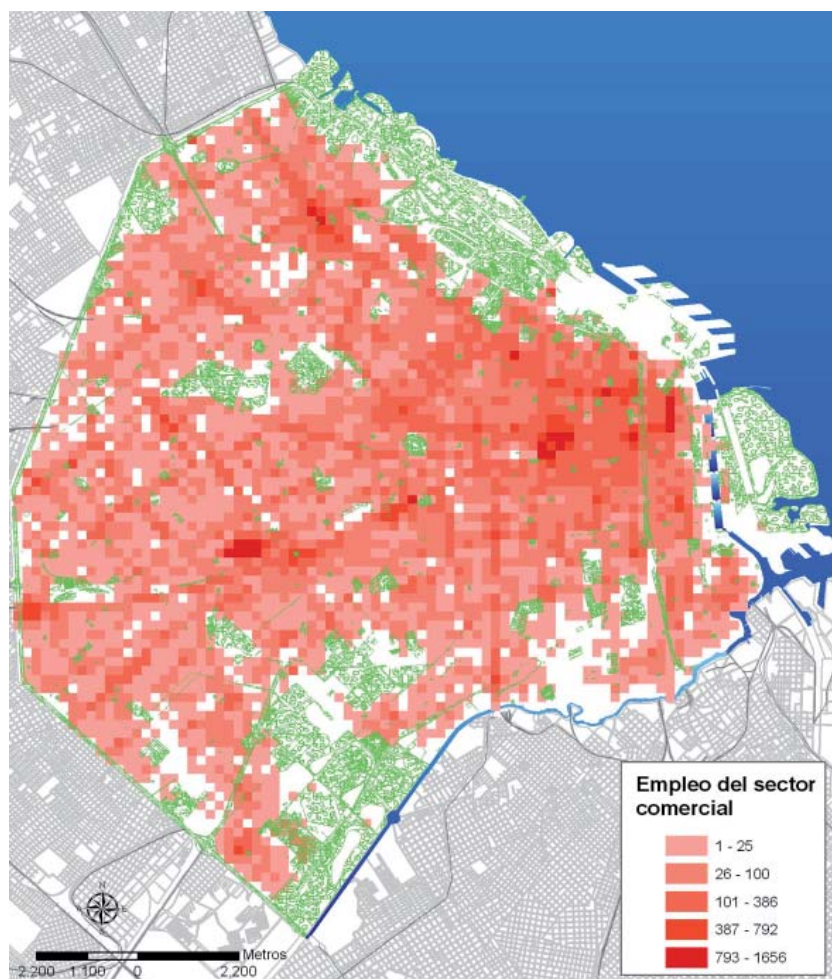 Empleo del sector
comercial
1 - 25
26 - 100
101 - 386
387 - 792
793 - 1656
N
E
Metros
2.200 1.100 0 2,200